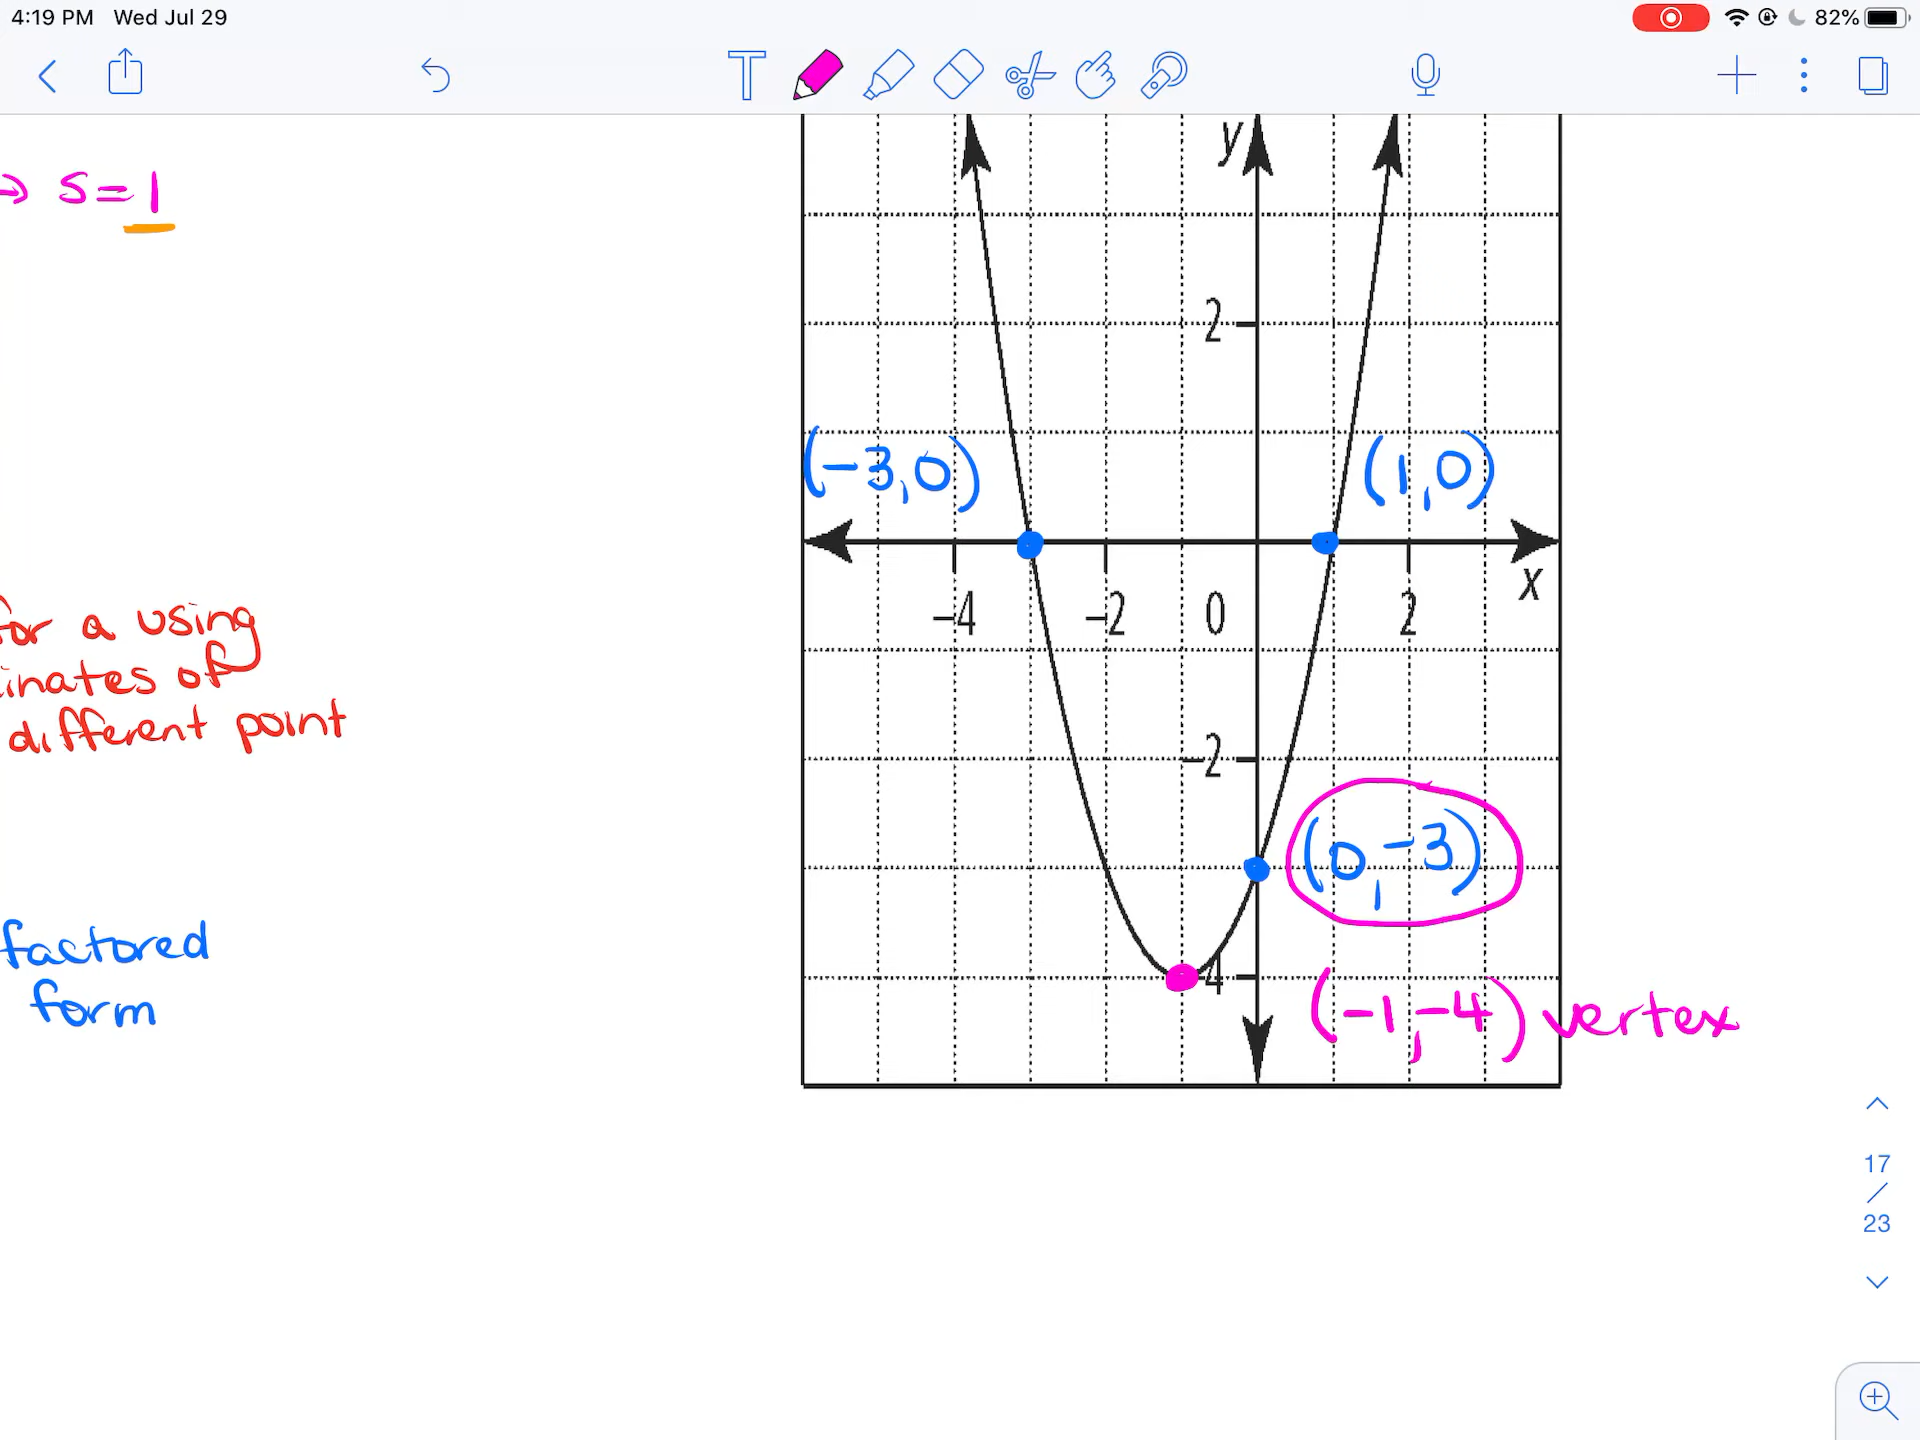 4:19 PM Wed Jul 29
82%
T
→ s=1
y
2
(-3,0)
(1,0)
-4
-2
0
2
x
for a using
inates of
different point
-2
(0,-3)
factored
form
4
(-1,-4) vertex
17
/
23